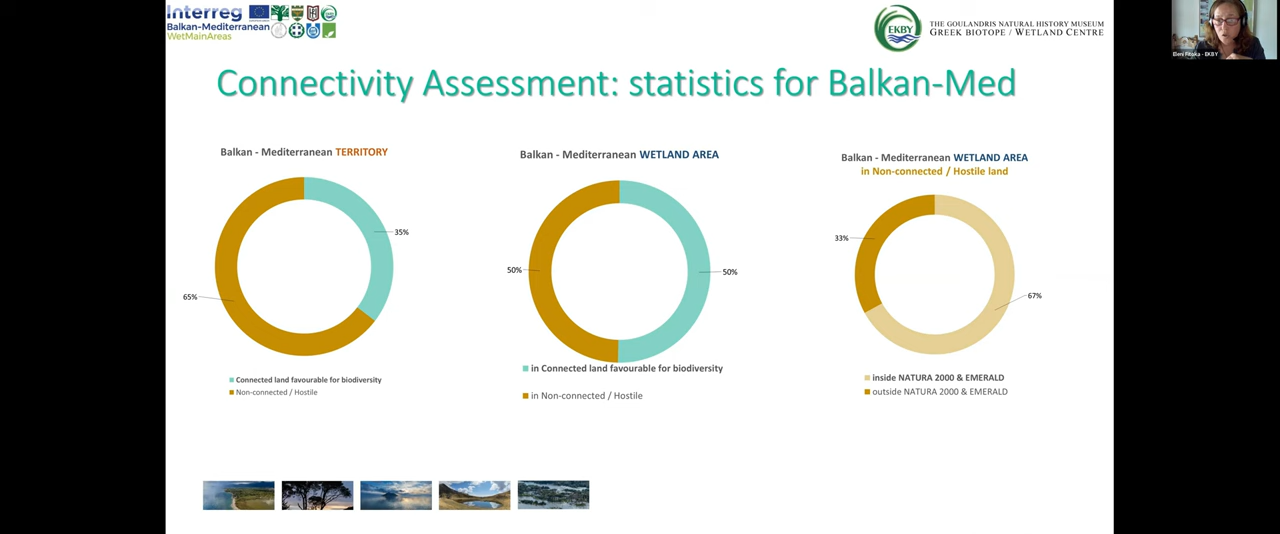 Interreg
Balkan-Mediterranean
WetMainAreas
EKBY
THE GOULANDRIS NATURAL HISTORY MUSEUM
GREEK BIOTOPE / WETLAND CENTRE
Eleni Fitoka - EKBY
Connectivity Assessment: statistics for Balkan-Med
Balkan - Mediterranean TERRITORY
35%
65%
Connected land favourable for biodiversity
Non-connected / Hostile
Balkan - Mediterranean WETLAND AREA
50%
50%
in Connected land favourable for biodiversity
in Non-connected / Hostile
Balkan - Mediterranean WETLAND AREA
in Non-connected / Hostile land
33%
67%
inside NATURA 2000 & EMERALD
outside NATURA 2000 & EMERALD